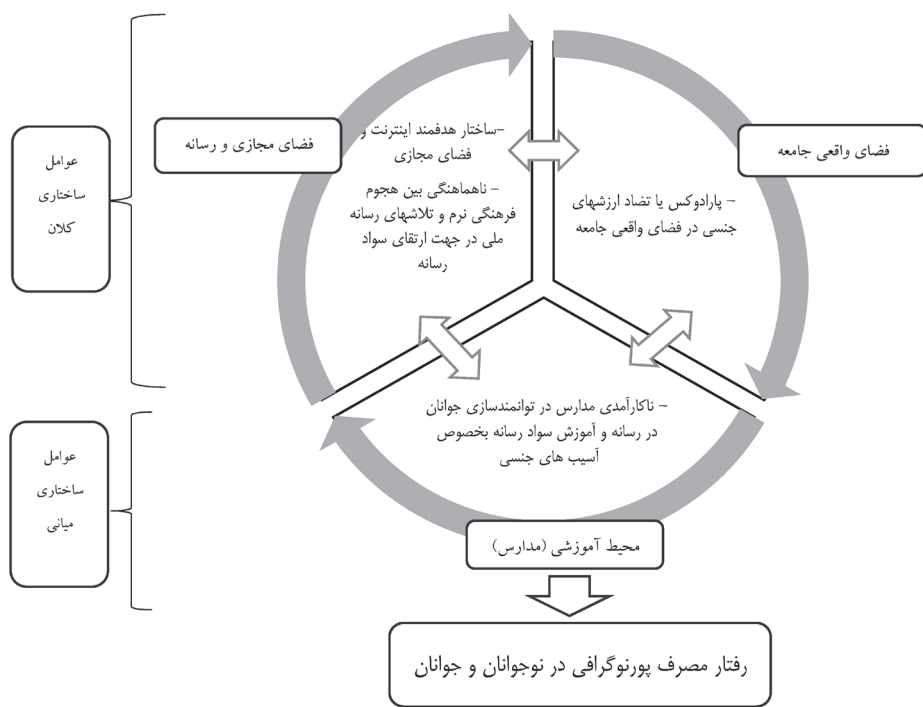 عوامل
ساختاری
کلان
عوامل
ساختاری
میانی
فضای واقعی جامعه
– پارادوکس یا تضاد ارزشهای
جنسی در فضای واقعی جامعه
فضای مجازی و رسانه
–ساختار هدفمند اینترنت و
فضای مجازی
– ناهماهنگی بین هجوم
فرهنگی نرم و تلاشهای رسانه
ملی در جهت ارتقای سواد
رسانه
– ناکارآمدی مدارس در توانمندسازی جوانان
در رسانه و آموزش سواد رسانه بخصوص
آسیب های جنسی
محیط آموزشی (مدارس)
رفتار مصرف پورنوگرافی در نوجوانان و جوانان